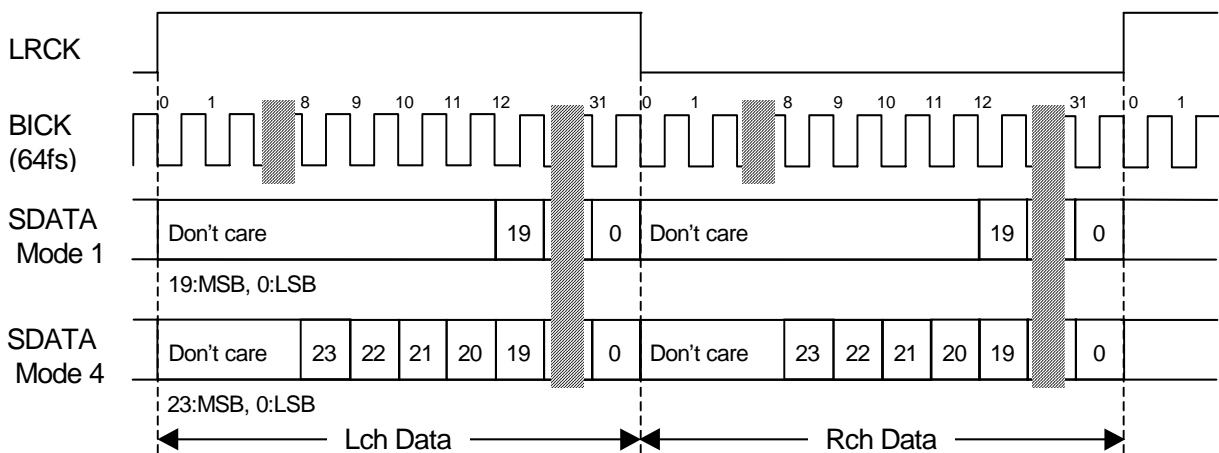 LRCK
0 1 8 9 10 11 12 31 0 1 8 9 10 11 12 31 0 1
BICK
(64fs)
SDATA
Mode 1
Don't care 19 0 Don't care 19 0
19:MSB, 0:LSB
SDATA
Mode 4
Don't care 23 22 21 20 19 0 Don't care 23 22 21 20 19 0
23:MSB, 0:LSB
Lch Data Rch Data